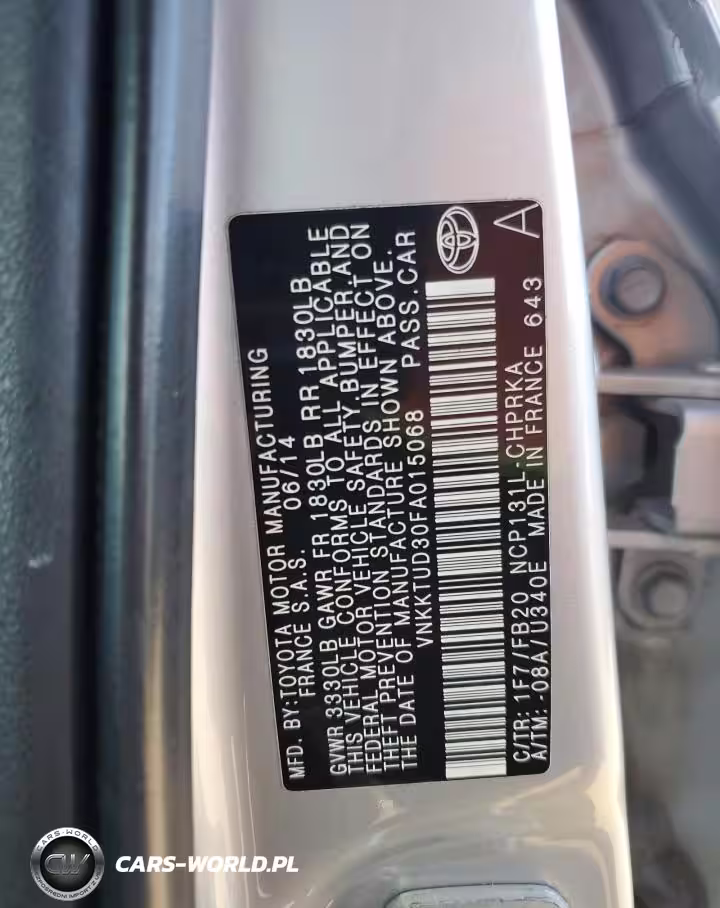 MFD. BY:TOYOTA MOTOR MANUFACTURING
FRANCE S.A.S. 06/14
GVWR 3330LB GAWR FR 1830LB RR 1830LB
THIS VEHICLE CONFORMS TO ALL APPLICABLE
FEDERAL MOTOR VEHICLE SAFETY,BUMPER,AND
THEFT PREVENTION STANDARDS IN EFFECT ON
THE DATE OF MANUFACTURE SHOWN ABOVE.
VNKKTUD30FA015068 PASS.CAR
C/TR: 1F7/FB20 NCP131L-CHPRKA
A/TM: -08A/U340E MADE IN FRANCE 643
A
CARS-WORLD
CW
CARS-WORLD.PL